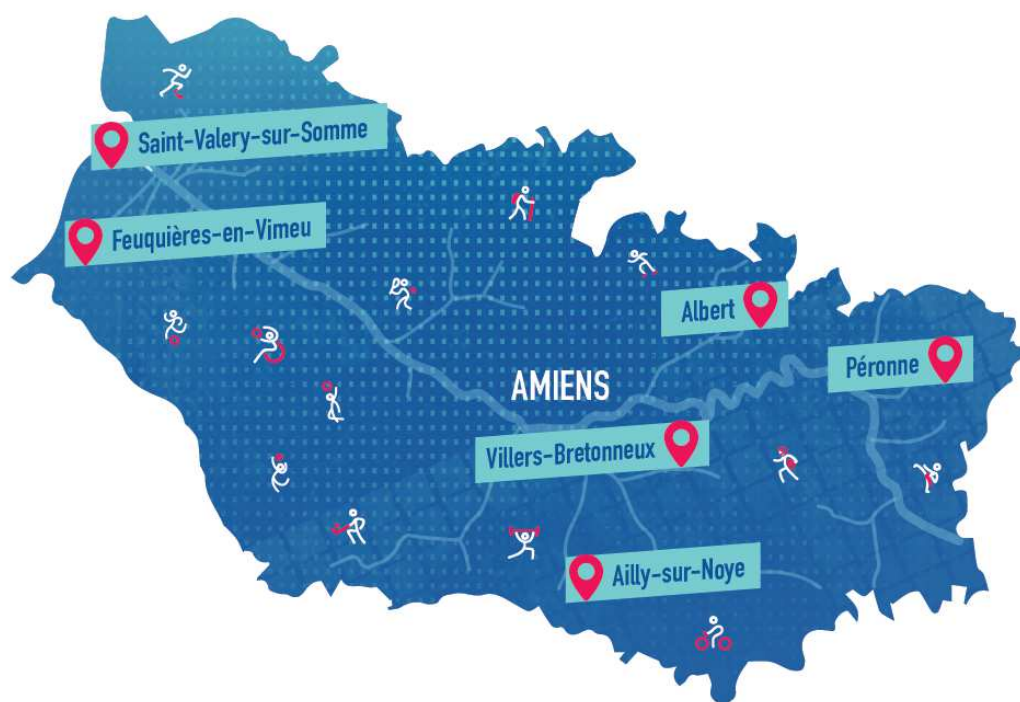 Saint-Valery-sur-Somme
Feuquières-en-Vimeu
Albert
Péronne
AMIENS
Villers-Bretonneux
Ailly-sur-Noye